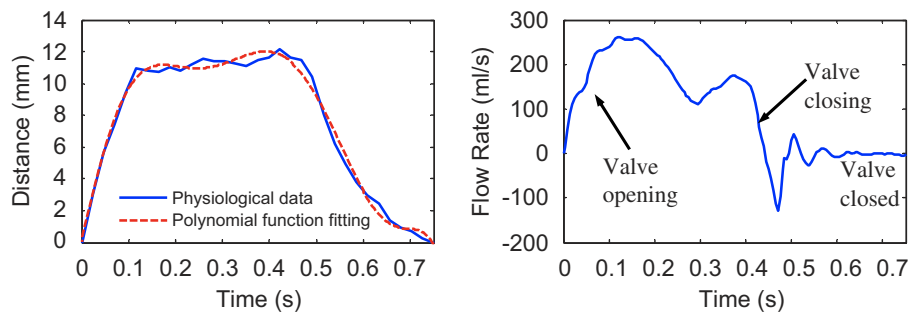 14
12
10
8
6
4
2
0
Distance (mm)
Physiological data
Polynomial function fitting
0 0.1 0.2 0.3 0.4 0.5 0.6 0.7
Time (s)
300
200
100
0
-100
-200
Flow Rate (ml/s)
Valve
closing
Valve
opening
Valve
closed
0 0.1 0.2 0.3 0.4 0.5 0.6 0.7
Time (s)